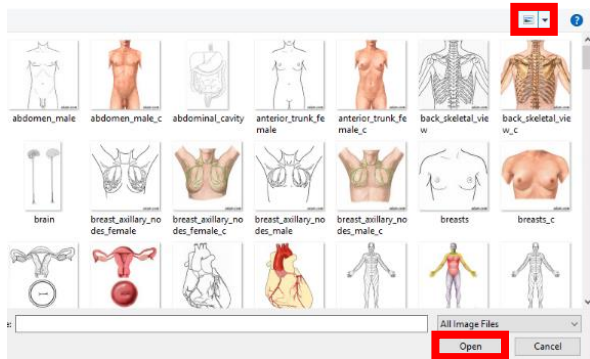 ?
abdomen_male abdomen_male_c abdominal_cavity anterior_trunk_fe anterior_trunk_fe back_skeletal_vie back_skeletal_vie
male male_c w w_c
brain breast_axillary_no breast_axillary_no breast_axillary_no breast_axillary_no breasts breasts_c
des_female des_female_c des_male des_male_c
e: All Image Files
Open Cancel